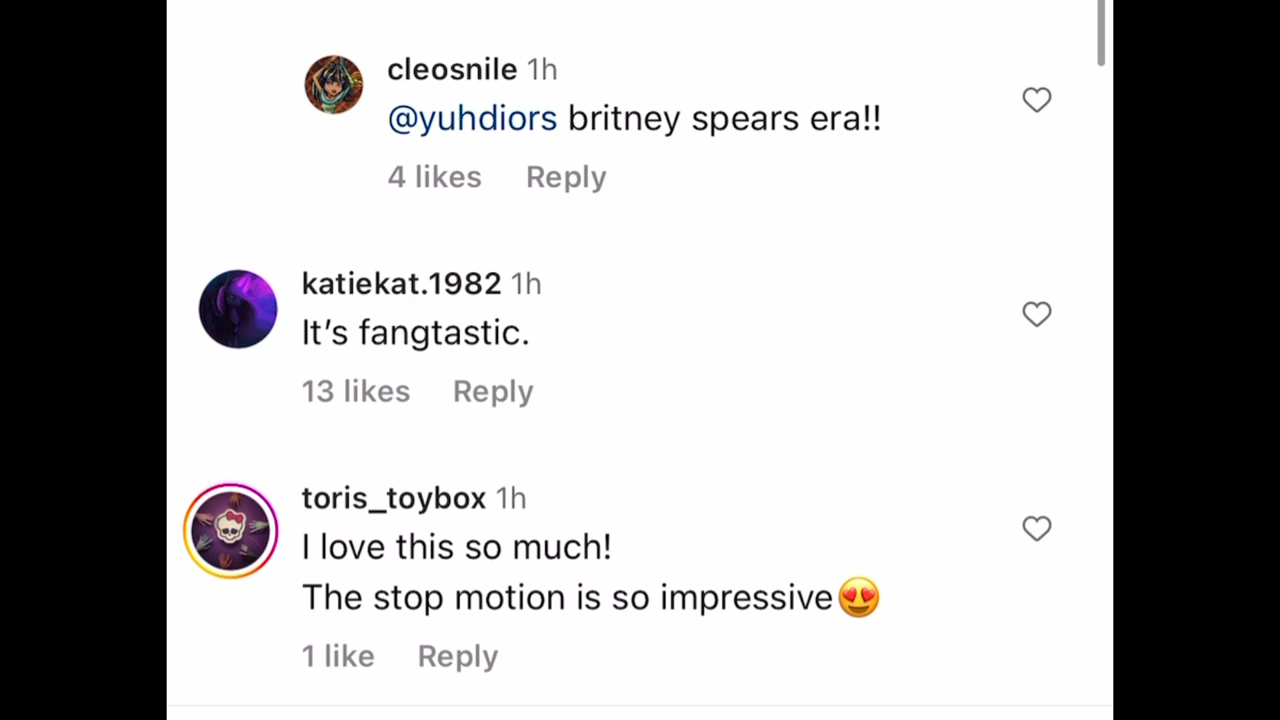 cleosnile 1h
@yuhdiors britney spears era!!
4 likes Reply
katiekat.1982 1h
It’s fangtastic.
13 likes Reply
toris_toybox 1h
I love this so much!
The stop motion is so impressive😍
1 like Reply